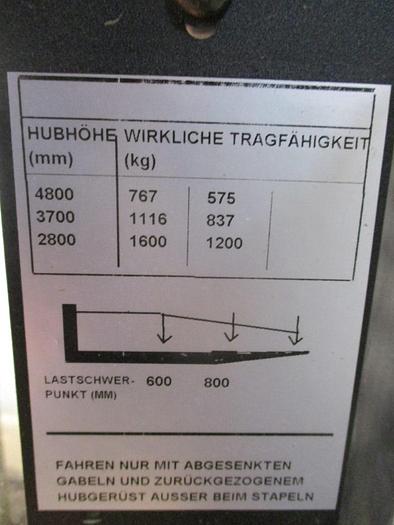 HUBHÖHE WIRKLICHE TRAGFÄHIGKEIT
(mm) (kg)
4800 767 575
3700 1116 837
2800 1600 1200
LASTSCHWER- 600 800
PUNKT (MM)
FAHREN NUR MIT ABGESENKTEN
GABELN UND ZURÜCKGEZOGENEM
HUBGERÜST AUSSER BEIM STAPELN